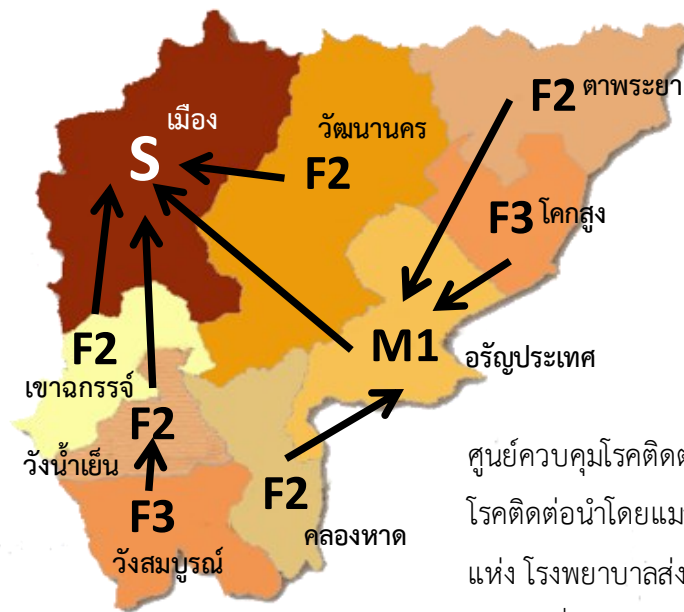 F2 ตาพระยา
เมือง
S
วัฒนานคร
F2
F3 โคกสูง
M1 อรัญประเทศ
F2
เขาฉกรรจ์
F2
วังน้ำเย็น
F2
คลองหาด
F3
วังสมบูรณ์
ศูนย์ควบคุมโรคติดต
โรคติดต่อนำโดยแม
แห่ง โรงพยาบาลส่ง